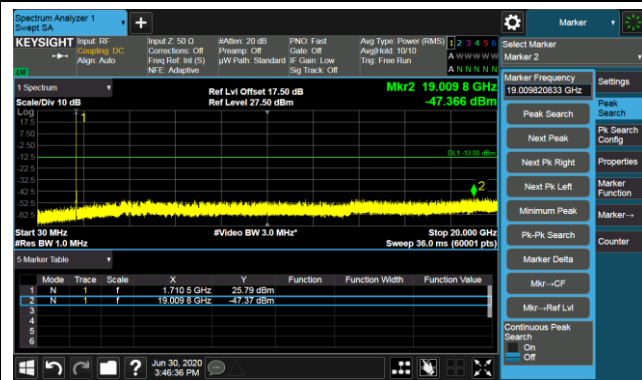 Spectrum Analyzer 1
Swept SA
KEYSIGHT
Input: RF
Coupling: DC
Align: Auto
Input Z: 50 Ω
Corrections: Off
Freq Ref: Int (S)
NFE: Adaptive
#Atten: 20 dB
Preamp: Off
µW Path: Standard
PNO: Fast
Gate: Off
IF Gain: Low
Sig Track: Off
Avg Type: Power (RMS)
Avg|Hold: 10/10
Trig: Free Run
1 2 3 4 5 6
A W W W W W
A N N N N N
LM
1 Spectrum
Scale/Div 10 dB
Ref Lvl Offset 17.50 dB
Ref Level 27.50 dBm
Mkr2 19.009 8 GHz
-47.366 dBm
Log
17.5
7.50
-2.50
-12.5
-22.5
-32.5
-42.5
-52.5
-62.5
1
DL1 -13.00 dBm
2
Start 30 MHz
#Video BW 3.0 MHz*
Stop 20.000 GHz
#Res BW 1.0 MHz
Sweep 36.0 ms (60001 pts)
5 Marker Table
Mode Trace Scale X Y Function Function Width Function Value
1 N 1 f 1.710 5 GHz 25.79 dBm
2 N 1 f 19.009 8 GHz -47.37 dBm
3
4
5
6
?
Jun 30, 2020
3:46:36 PM
Marker
Select Marker
Marker 2
Marker Frequency
19.009820833 GHz
Peak Search
Next Peak
Next Pk Right
Next Pk Left
Minimum Peak
Pk-Pk Search
Marker Delta
Mkr→CF
Mkr→Ref Lvl
Continuous Peak
Search
On
Off
Settings
Peak
Search
Pk Search
Config
Properties
Marker
Function
Marker→
Counter